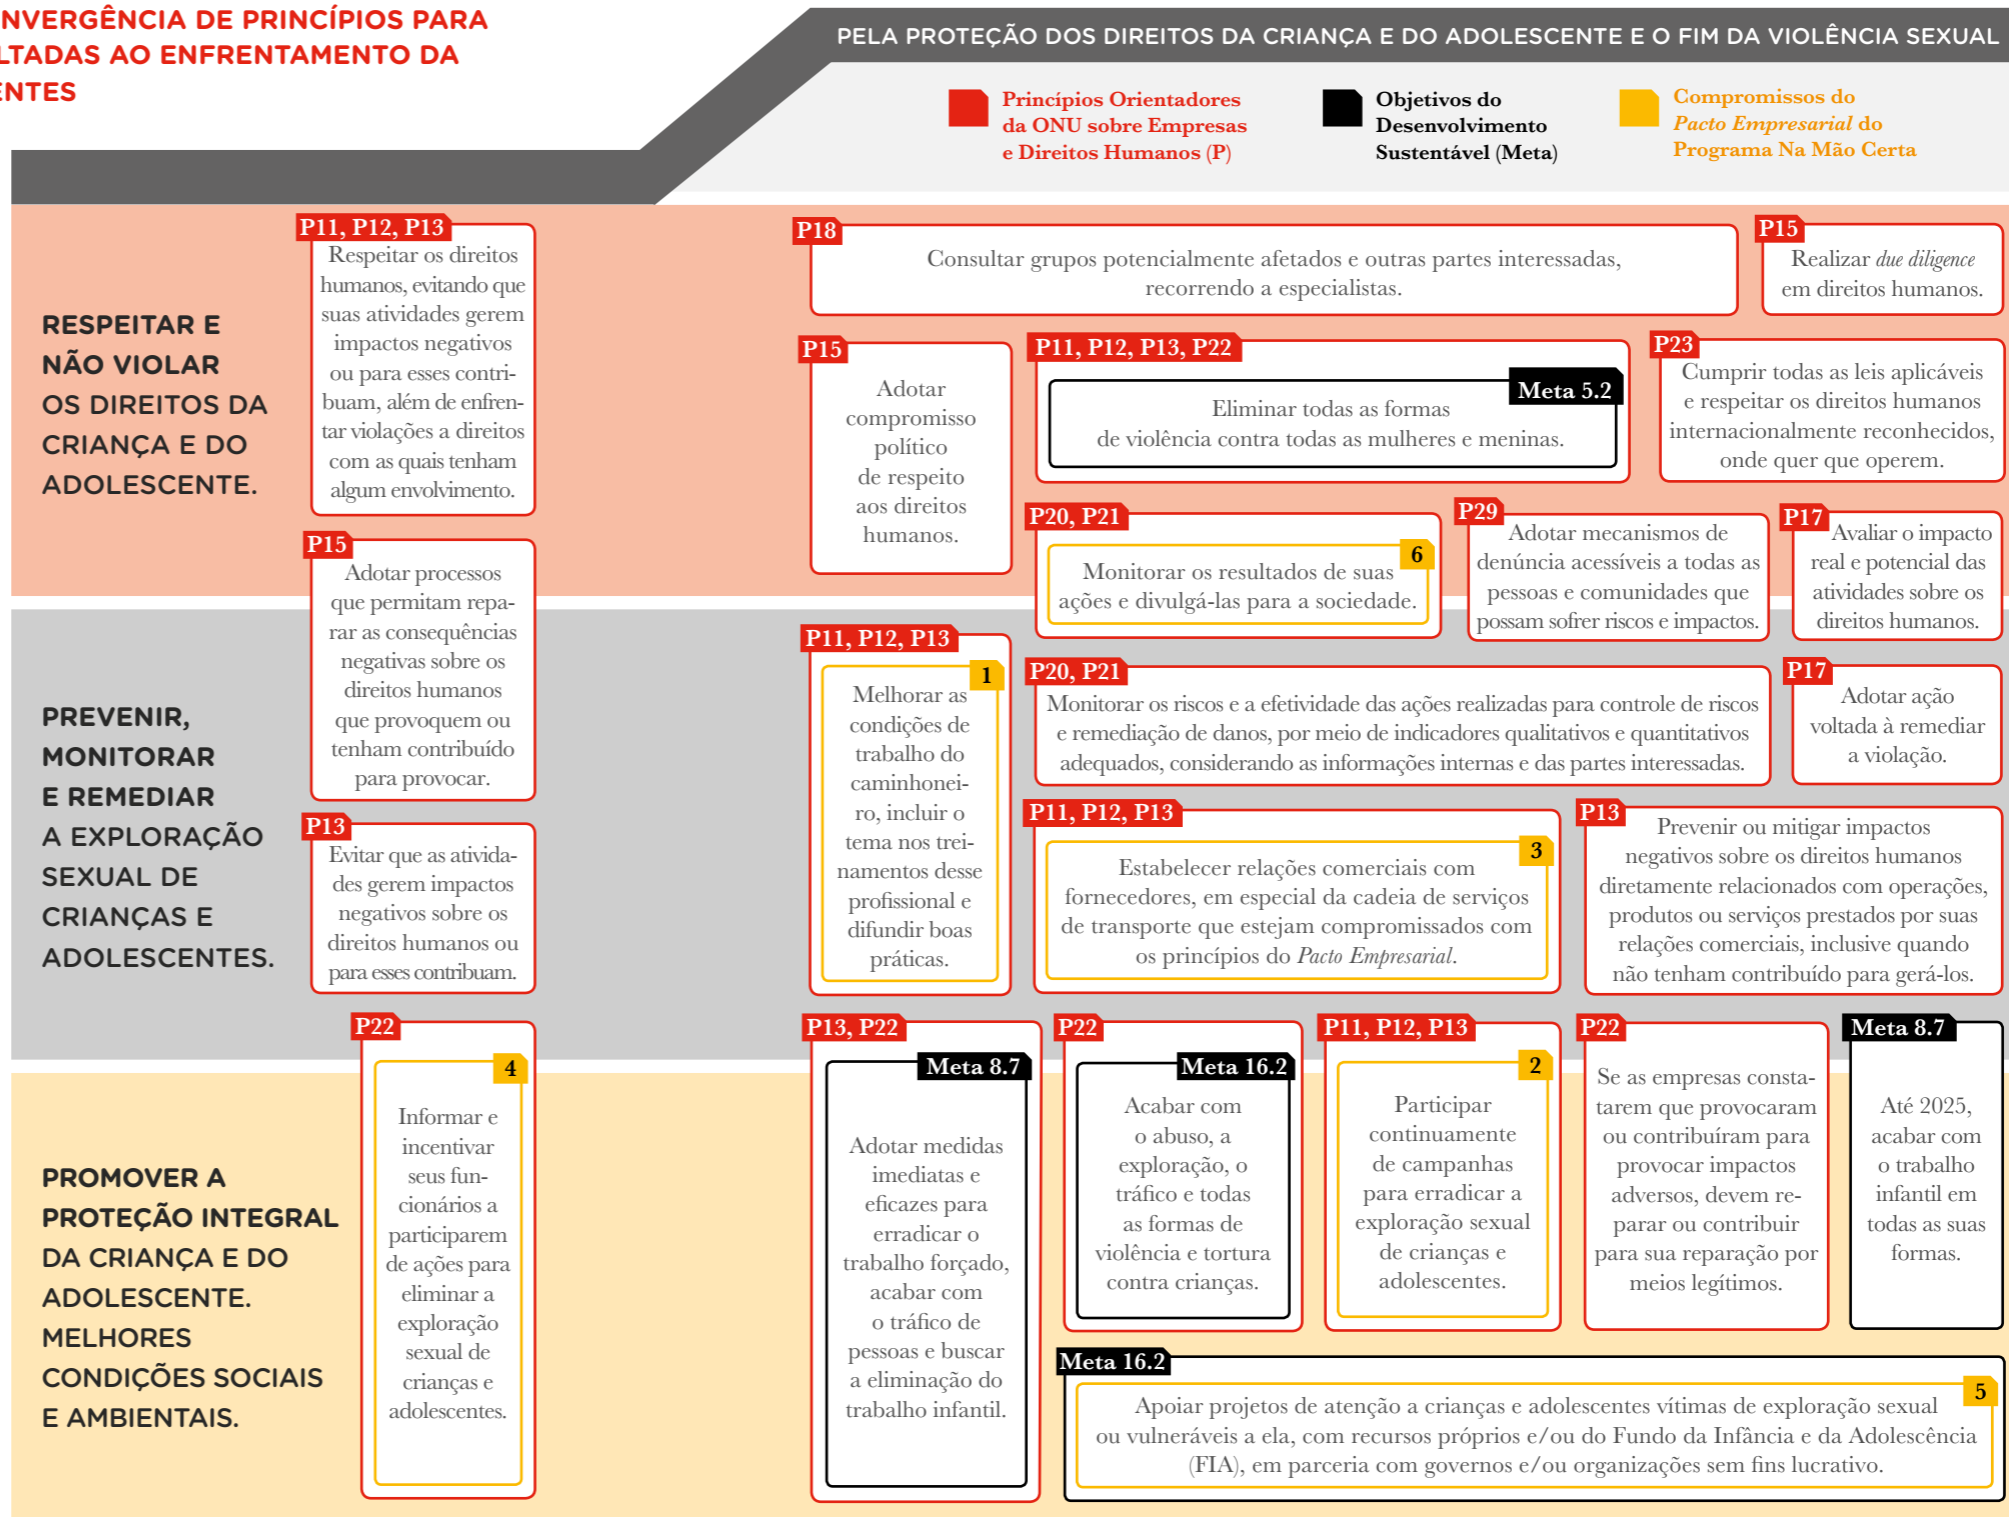 NVERGÊNCIA DE PRINCÍPIOS PARA
LTADAS AO ENFRENTAMENTO DA
ENTES
PELA PROTEÇÃO DOS DIREITOS DA CRIANÇA E DO ADOLESCENTE E O FIM DA VIOLÊNCIA SEXUAL
Princípios Orientadores
da ONU sobre Empresas
e Direitos Humanos (P)
Objetivos do
Desenvolvimento
Sustentável (Meta)
Compromissos do
Pacto Empresarial do
Programa Na Mão Certa
RESPEITAR E
NÃO VIOLAR
OS DIREITOS DA
CRIANÇA E DO
ADOLESCENTE.
P11, P12, P13
Respeitar os direitos
humanos, evitando que
suas atividades gerem
impactos negativos
ou para esses contri-
buam, além de enfren-
tar violações a direitos
com as quais tenham
algum envolvimento.
P18
Consultar grupos potencialmente afetados e outras partes interessadas,
recorrendo a especialistas.
P15
Realizar due diligence
em direitos humanos.
P15
Adotar
compromisso
político
de respeito
aos direitos
humanos.
P11, P12, P13, P22
Meta 5.2
Eliminar todas as formas
de violência contra todas as mulheres e meninas.
P23
Cumprir todas as leis aplicáveis
e respeitar os direitos humanos
internacionalmente reconhecidos,
onde quer que operem.
P20, P21
6
Monitorar os resultados de suas
ações e divulgá-las para a sociedade.
P29
Adotar mecanismos de
denúncia acessíveis a todas as
pessoas e comunidades que
possam sofrer riscos e impactos.
P17
Avaliar o impacto
real e potencial das
atividades sobre os
direitos humanos.
P15
Adotar processos
que permitam repa-
rar as consequências
negativas sobre os
direitos humanos
que provoquem ou
tenham contribuído
para provocar.
PREVENIR,
MONITORAR
E REMEDIAR
A EXPLORAÇÃO
SEXUAL DE
CRIANÇAS E
ADOLESCENTES.
P13
Evitar que as ativida-
des gerem impactos
negativos sobre os
direitos humanos ou
para esses contribuam.
P11, P12, P13
1
Melhorar as
condições de
trabalho do
caminhonei-
ro, incluir o
tema nos trei-
namentos desse
profissional e
difundir boas
práticas.
P20, P21
Monitorar os riscos e a efetividade das ações realizadas para controle de riscos
e remediação de danos, por meio de indicadores qualitativos e quantitativos
adequados, considerando as informações internas e das partes interessadas.
P17
Adotar ação
voltada à remediar
a violação.
P11, P12, P13
3
Estabelecer relações comerciais com
fornecedores, em especial da cadeia de serviços
de transporte que estejam compromissados com
os princípios do Pacto Empresarial.
P13
Prevenir ou mitigar impactos
negativos sobre os direitos humanos
diretamente relacionados com operações,
produtos ou serviços prestados por suas
relações comerciais, inclusive quando
não tenham contribuído para gerá-los.
PROMOVER A
PROTEÇÃO INTEGRAL
DA CRIANÇA E DO
ADOLESCENTE.
MELHORES
CONDIÇÕES SOCIAIS
E AMBIENTAIS.
P22
4
Informar e
incentivar
seus fun-
cionários a
participarem
de ações para
eliminar a
exploração
sexual de
crianças e
adolescentes.
P13, P22
Meta 8.7
Adotar medidas
imediatas e
eficazes para
erradicar o
trabalho forçado,
acabar com
o tráfico de
pessoas e buscar
a eliminação do
trabalho infantil.
P22
Meta 16.2
Acabar com
o abuso, a
exploração, o
tráfico e todas
as formas de
violência e tortura
contra crianças.
P11, P12, P13
2
Participar
continuamente
de campanhas
para erradicar a
exploração sexual
de crianças e
adolescentes.
P22
Se as empresas consta-
tarem que provocaram
ou contribuíram para
provocar impactos
adversos, devem re-
parar ou contribuir
para sua reparação por
meios legítimos.
Meta 8.7
Até 2025,
acabar com
o trabalho
infantil em
todas as suas
formas.
Meta 16.2
5
Apoiar projetos de atenção a crianças e adolescentes vítimas de exploração sexual
ou vulneráveis a ela, com recursos próprios e/ou do Fundo da Infância e da Adolescência
(FIA), em parceria com governos e/ou organizações sem fins lucrativo.